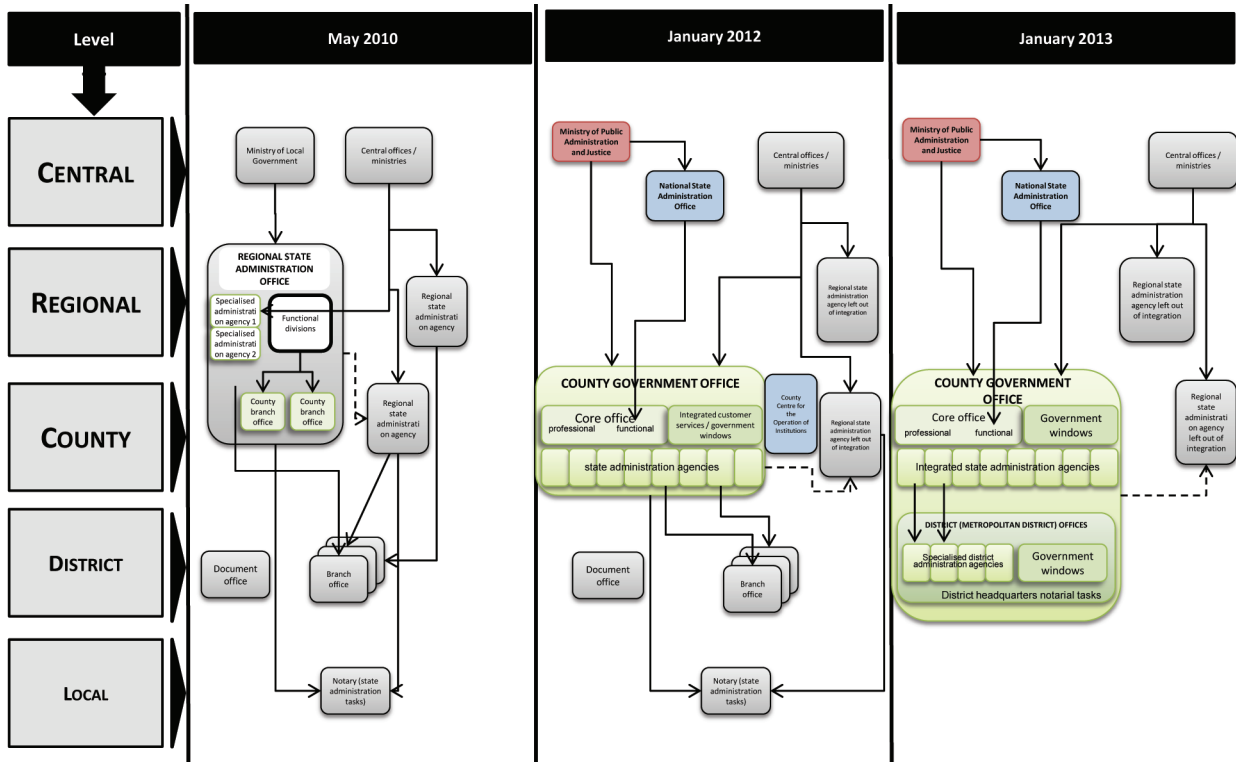 Level
May 2010
January 2012
January 2013
CENTRAL
REGIONAL
COUNTY
DISTRICT
LOCAL
Ministry of Local
Government
Central offices /
ministries
REGIONAL STATE
ADMINISTRATION
OFFICE
Specialised
administrati
on agency 1
Specialised
administrati
on agency 2
Functional
divisions
County
branch
office
County
branch
office
Regional
state
administrati
on agency
Regional
state
administrati
on agency
Document
office
Branch
office
Notary (state
administration
tasks)
Ministry of Public
Administration
and Justice
National State
Administration
Office
Central offices /
ministries
Regional state
administration
agency left out of
integration
COUNTY GOVERNMENT OFFICE
Core office
professional
functional
Integrated customer
services / government
windows
state administration agencies
County
Centre for
the
Operation of
Institutions
Regional state
administration
agency left out
of integration
Document
office
Branch
office
Notary (state
administration
tasks)
Ministry of Public
Administration
and Justice
National State
Administration
Office
Central offices /
ministries
Regional state
administration
agency left out
of integration
COUNTY GOVERNMENT
OFFICE
Core office
professional
functional
Government
windows
Integrated state administration agencies
Regional
state
administrati
on agency
left out of
integration
DISTRICT (METROPOLITAN DISTRICT) OFFICES
Specialised district
administration agencies
Government
windows
District headquarters notarial tasks